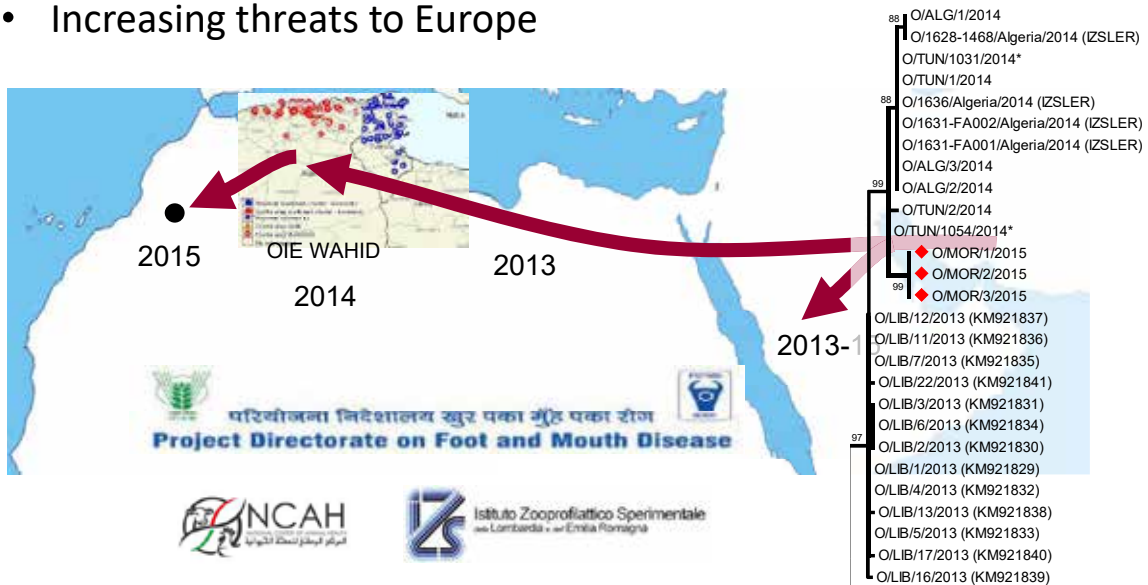 • Increasing threats to Europe
2015
OIE WAHID
2014
2013
2013-15
परियोजना निदेशालय खुर पका मुँह पका रोग
Project Directorate on Foot and Mouth Disease
NCAH
Istituto Zooprofilattico Sperimentale
della Lombardia e dell'Emilia Romagna
88
O/ALG/1/2014
O/1628-1468/Algeria/2014 (IZSLER)
O/TUN/1031/2014*
O/TUN/1/2014
88
O/1636/Algeria/2014 (IZSLER)
O/1631-FA002/Algeria/2014 (IZSLER)
O/1631-FA001/Algeria/2014 (IZSLER)
O/ALG/3/2014
99
O/ALG/2/2014
O/TUN/2/2014
O/TUN/1054/2014*
O/MOR/1/2015
O/MOR/2/2015
99
O/MOR/3/2015
O/LIB/12/2013 (KM921837)
O/LIB/11/2013 (KM921836)
O/LIB/7/2013 (KM921835)
O/LIB/22/2013 (KM921841)
O/LIB/3/2013 (KM921831)
O/LIB/6/2013 (KM921834)
97
O/LIB/2/2013 (KM921830)
O/LIB/1/2013 (KM921829)
O/LIB/4/2013 (KM921832)
O/LIB/13/2013 (KM921838)
O/LIB/5/2013 (KM921833)
O/LIB/17/2013 (KM921840)
O/LIB/16/2013 (KM921839)